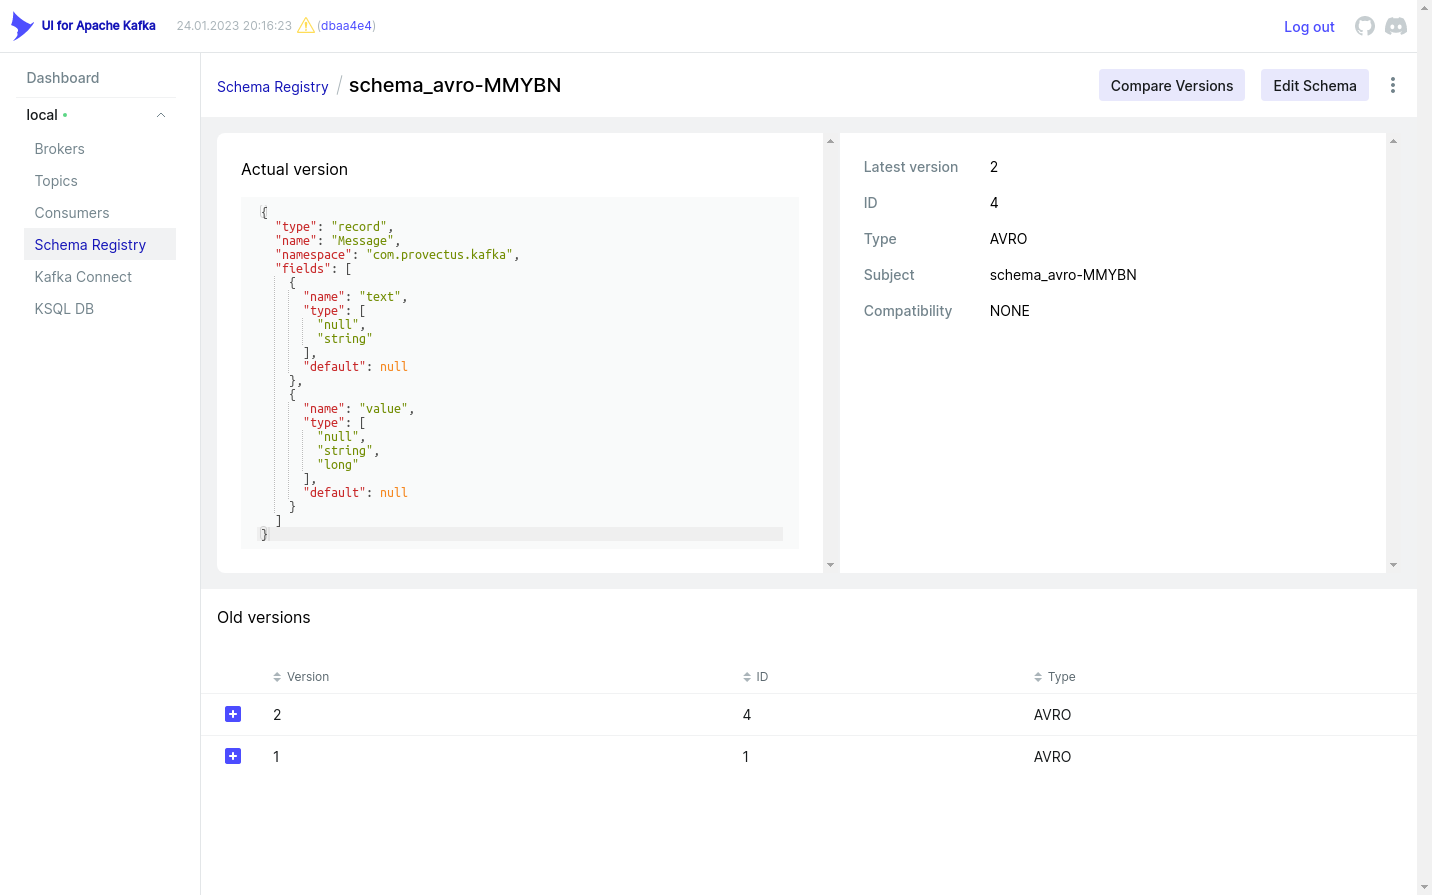 UI for Apache Kafka 24.01.2023 20:16:23 (dbaa4e4) Log out
Dashboard
local
Brokers
Topics
Consumers
Schema Registry
Kafka Connect
KSQL DB
Schema Registry / schema_avro-MMYBN
Compare Versions
Edit Schema
Actual version
{
  "type": "record",
  "name": "Message",
  "namespace": "com.provectus.kafka",
  "fields": [
    {
      "name": "text",
      "type": [
        "null",
        "string"
      ],
      "default": null
    },
    {
      "name": "value",
      "type": [
        "null",
        "string",
        "long"
      ],
      "default": null
    }
  ]
}
Latest version 2
ID 4
Type AVRO
Subject schema_avro-MMYBN
Compatibility NONE
Old versions
Version ID Type
2 4 AVRO
1 1 AVRO